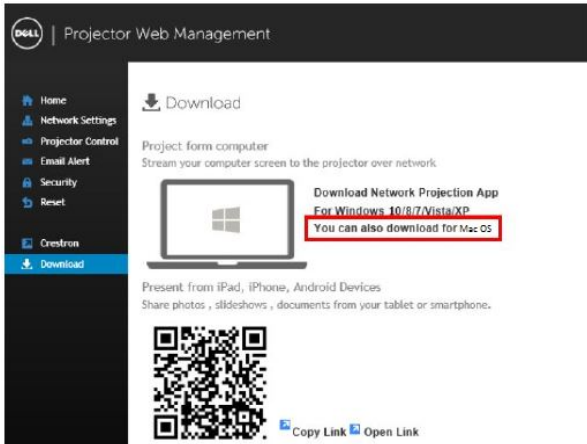 DELL | Projector Web Management
Home
Network Settings
Projector Control
Email Alert
Security
Reset
Crestron
Download
Download
Project form computer
Stream your computer screen to the projector over network
Download Network Projection App
For Windows 10/8/7/Vista/XP
You can also download for Mac OS
Present from iPad, iPhone, Android Devices
Share photos , slideshows , documents from your tablet or smartphone.
Copy Link Open Link